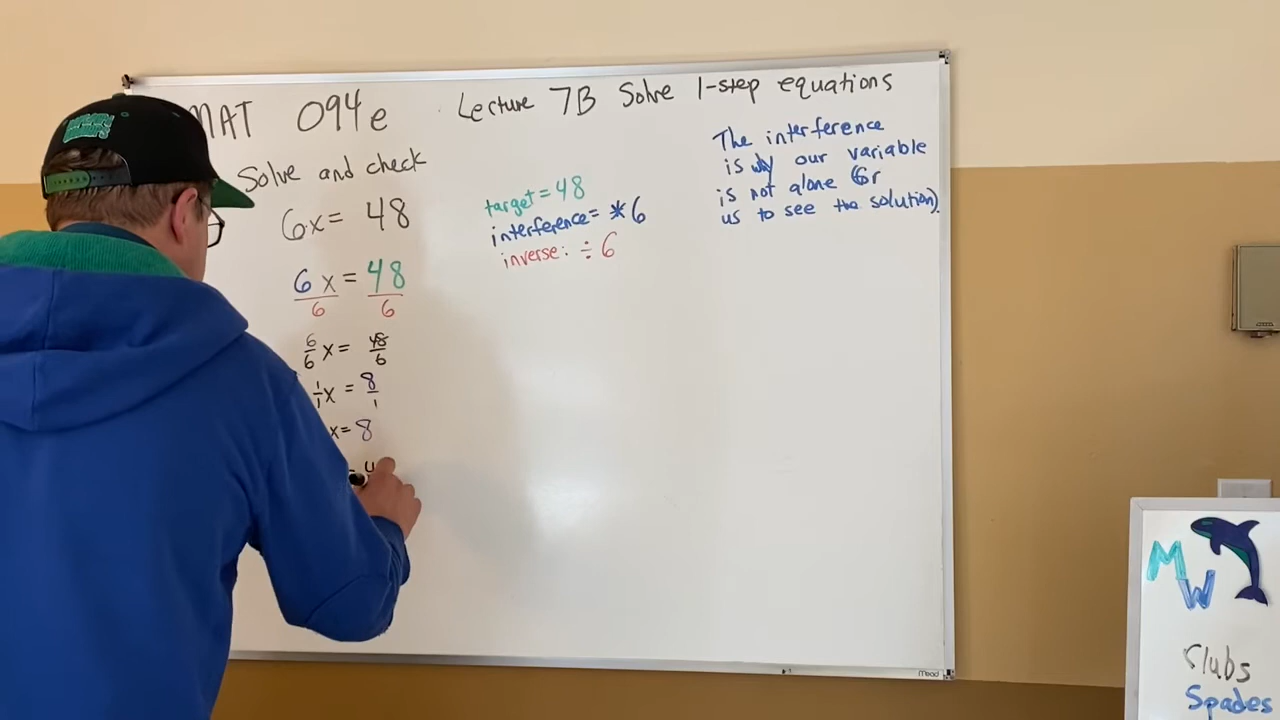 MAT 094e
Lecture 7B Solve 1-step equations
Solve and check
6x = 48
6x = 48
6 6
6/6 x = 48/6
1/1 x = 8/1
x = 8
target = 48
interference = *6
inverse: ÷ 6
The interference
is why our variable
is not alone (for
us to see the solution).
Mead
MW
Clubs
Spades